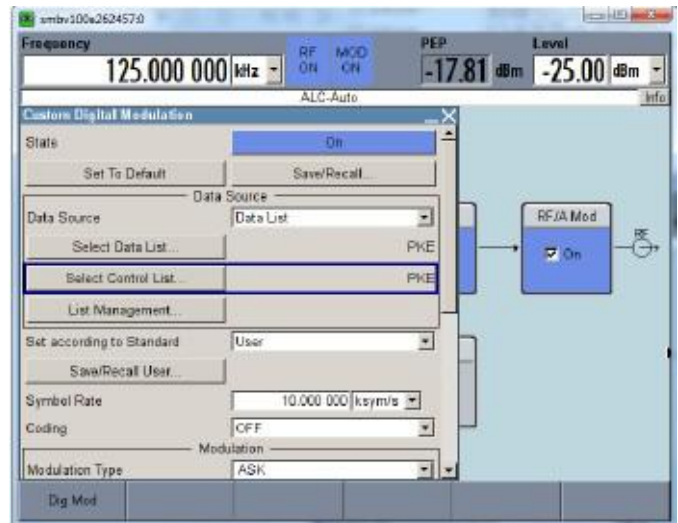 smbv100a262457:0
Frequency
RF ON
MOD ON
PEP
Level
125.000 000 kHz
-17.81 dBm
-25.00 dBm
ALC-Auto
Info
Custom Digital Modulation
State
On
Set To Default
Save/Recall...
Data Source
Data Source
Data List
Select Data List...
PKE
Select Control List...
PKE
List Management...
Set according to Standard
User
Save/Recall User...
Symbol Rate
10.000 000 ksym/s
Coding
OFF
Modulation
Modulation Type
ASK
RF/A Mod
On
RF
Dig Mod